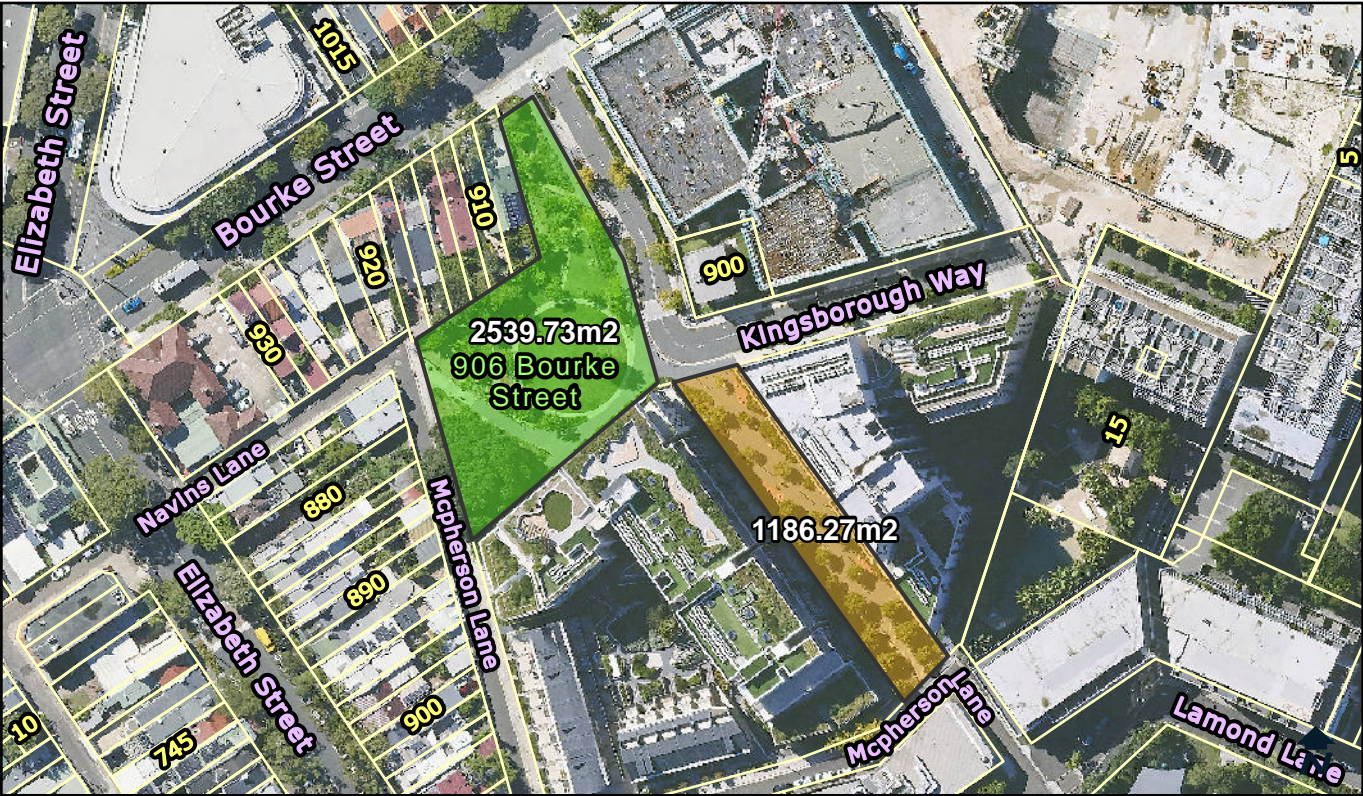 1015
Elizabeth Street
5
Bourke Street
910
920
900
Kingsborough Way
930
2539.73m2
906 Bourke
Street
15
Navins Lane
880
1186.27m2
Mcpherson Lane
890
Elizabeth Street
900
Mcpherson Lane
Lamond Lane
10
745
N